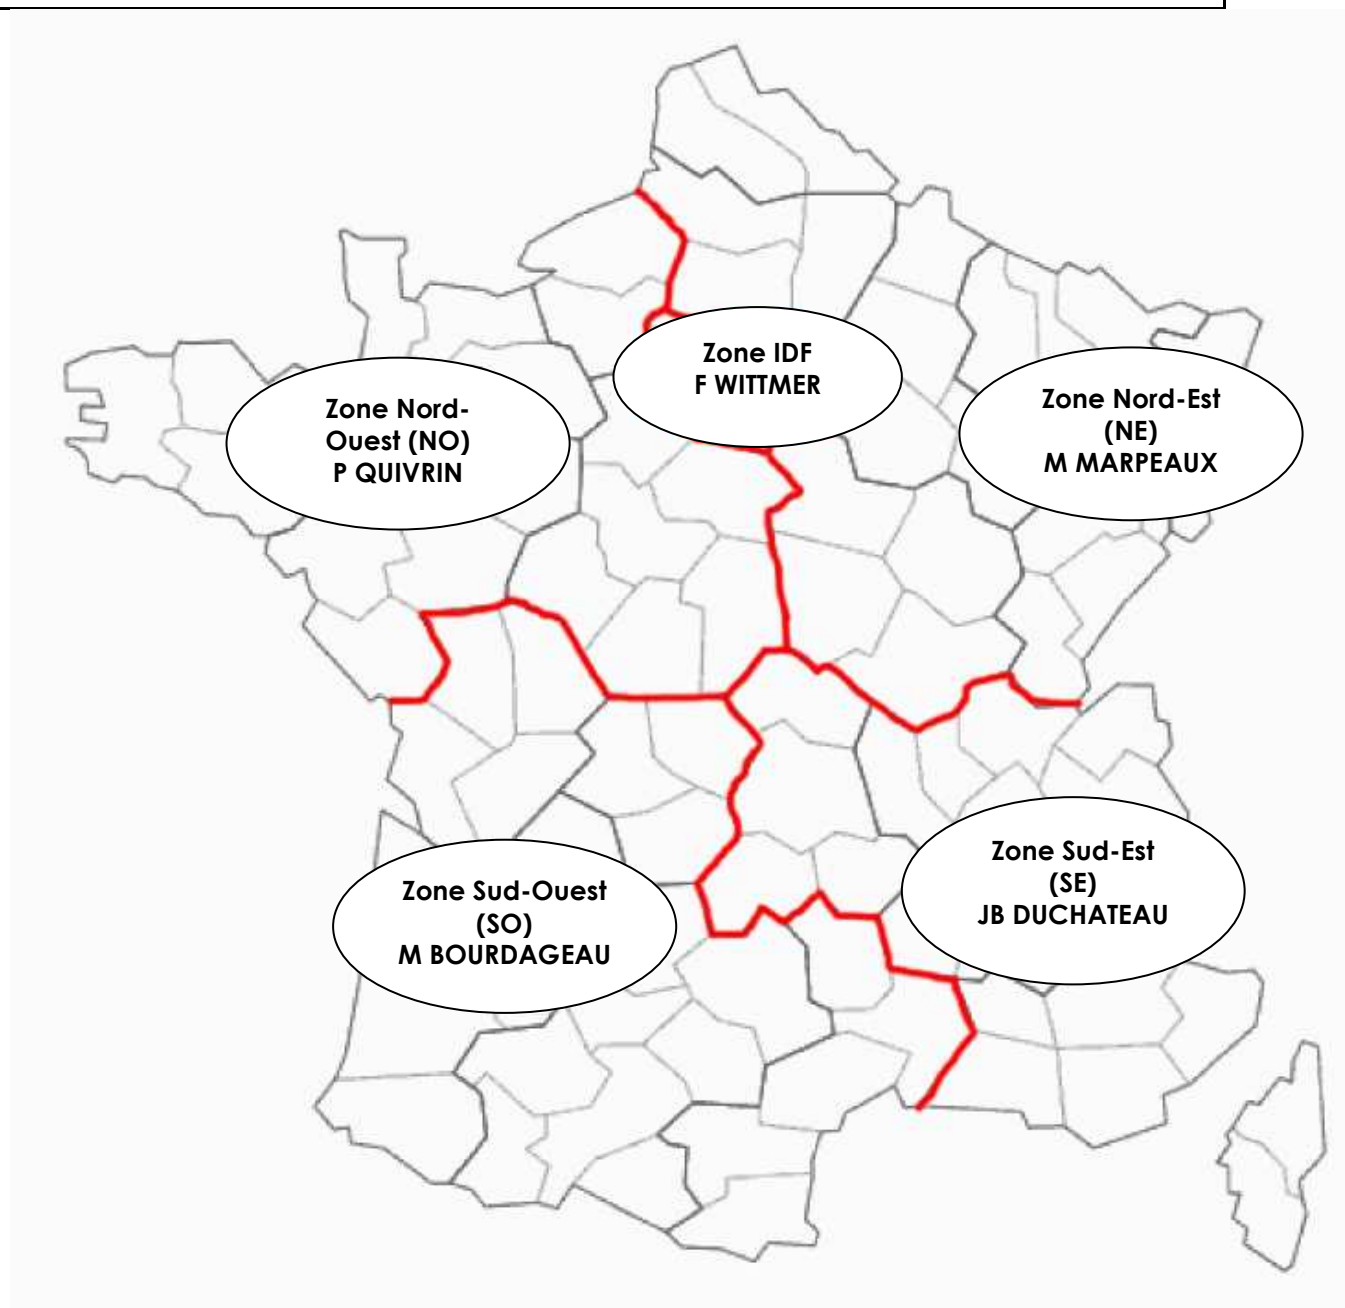 Zone IDF
F WITTMER
Zone Nord-
Ouest (NO)
P QUIVRIN
Zone Nord-Est
(NE)
M MARPEAUX
Zone Sud-Ouest
(SO)
M BOURDAGEAU
Zone Sud-Est
(SE)
JB DUCHATEAU